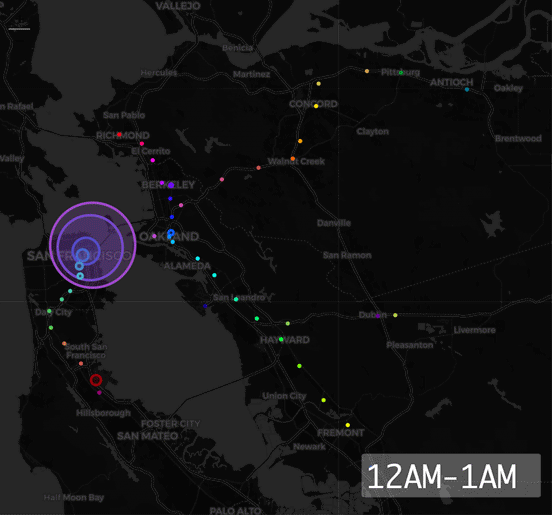 VALLEJO
Benicia
Hercules
Martinez
Pittsburg
ANTIOCH
Oakley
n Rafael
San Pablo
CONCORD
RICHMOND
Clayton
Brentwood
El Cerrito
Valley
Walnut Creek
BERKELEY
Danville
OAKLAND
SAN FRANCISCO
San Ramon
ALAMEDA
San Leandro
Daly City
Dublin
Livermore
HAYWARD
Pleasanton
South San
Francisco
Union City
Hillsborough
FOSTER CITY
SAN MATEO
FREMONT
Newark
12AM-1AM
Half Moon Bay
PALO ALTO